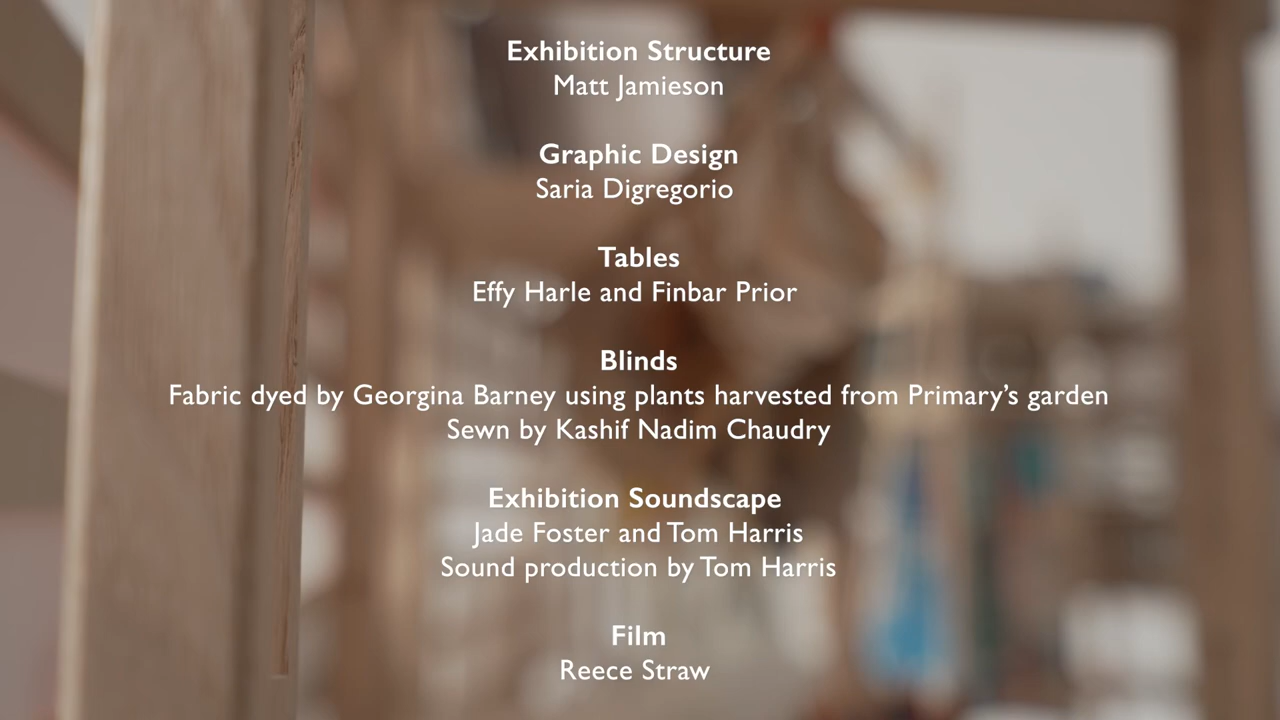 Exhibition Structure
Matt Jamieson
Graphic Design
Saria Digregorio
Tables
Effy Harle and Finbar Prior
Blinds
Fabric dyed by Georgina Barney using plants harvested from Primary’s garden
Sewn by Kashif Nadim Chaudry
Exhibition Soundscape
Jade Foster and Tom Harris
Sound production by Tom Harris
Film
Reece Straw